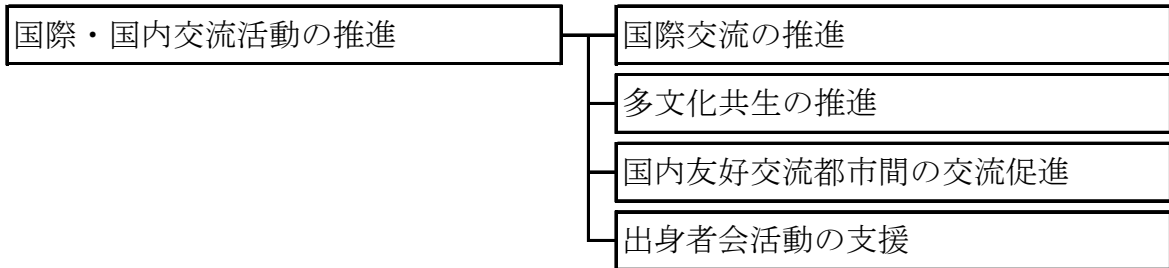 国際・国内交流活動の推進
国際交流の推進
多文化共生の推進
国内友好交流都市間の交流促進
出身者会活動の支援